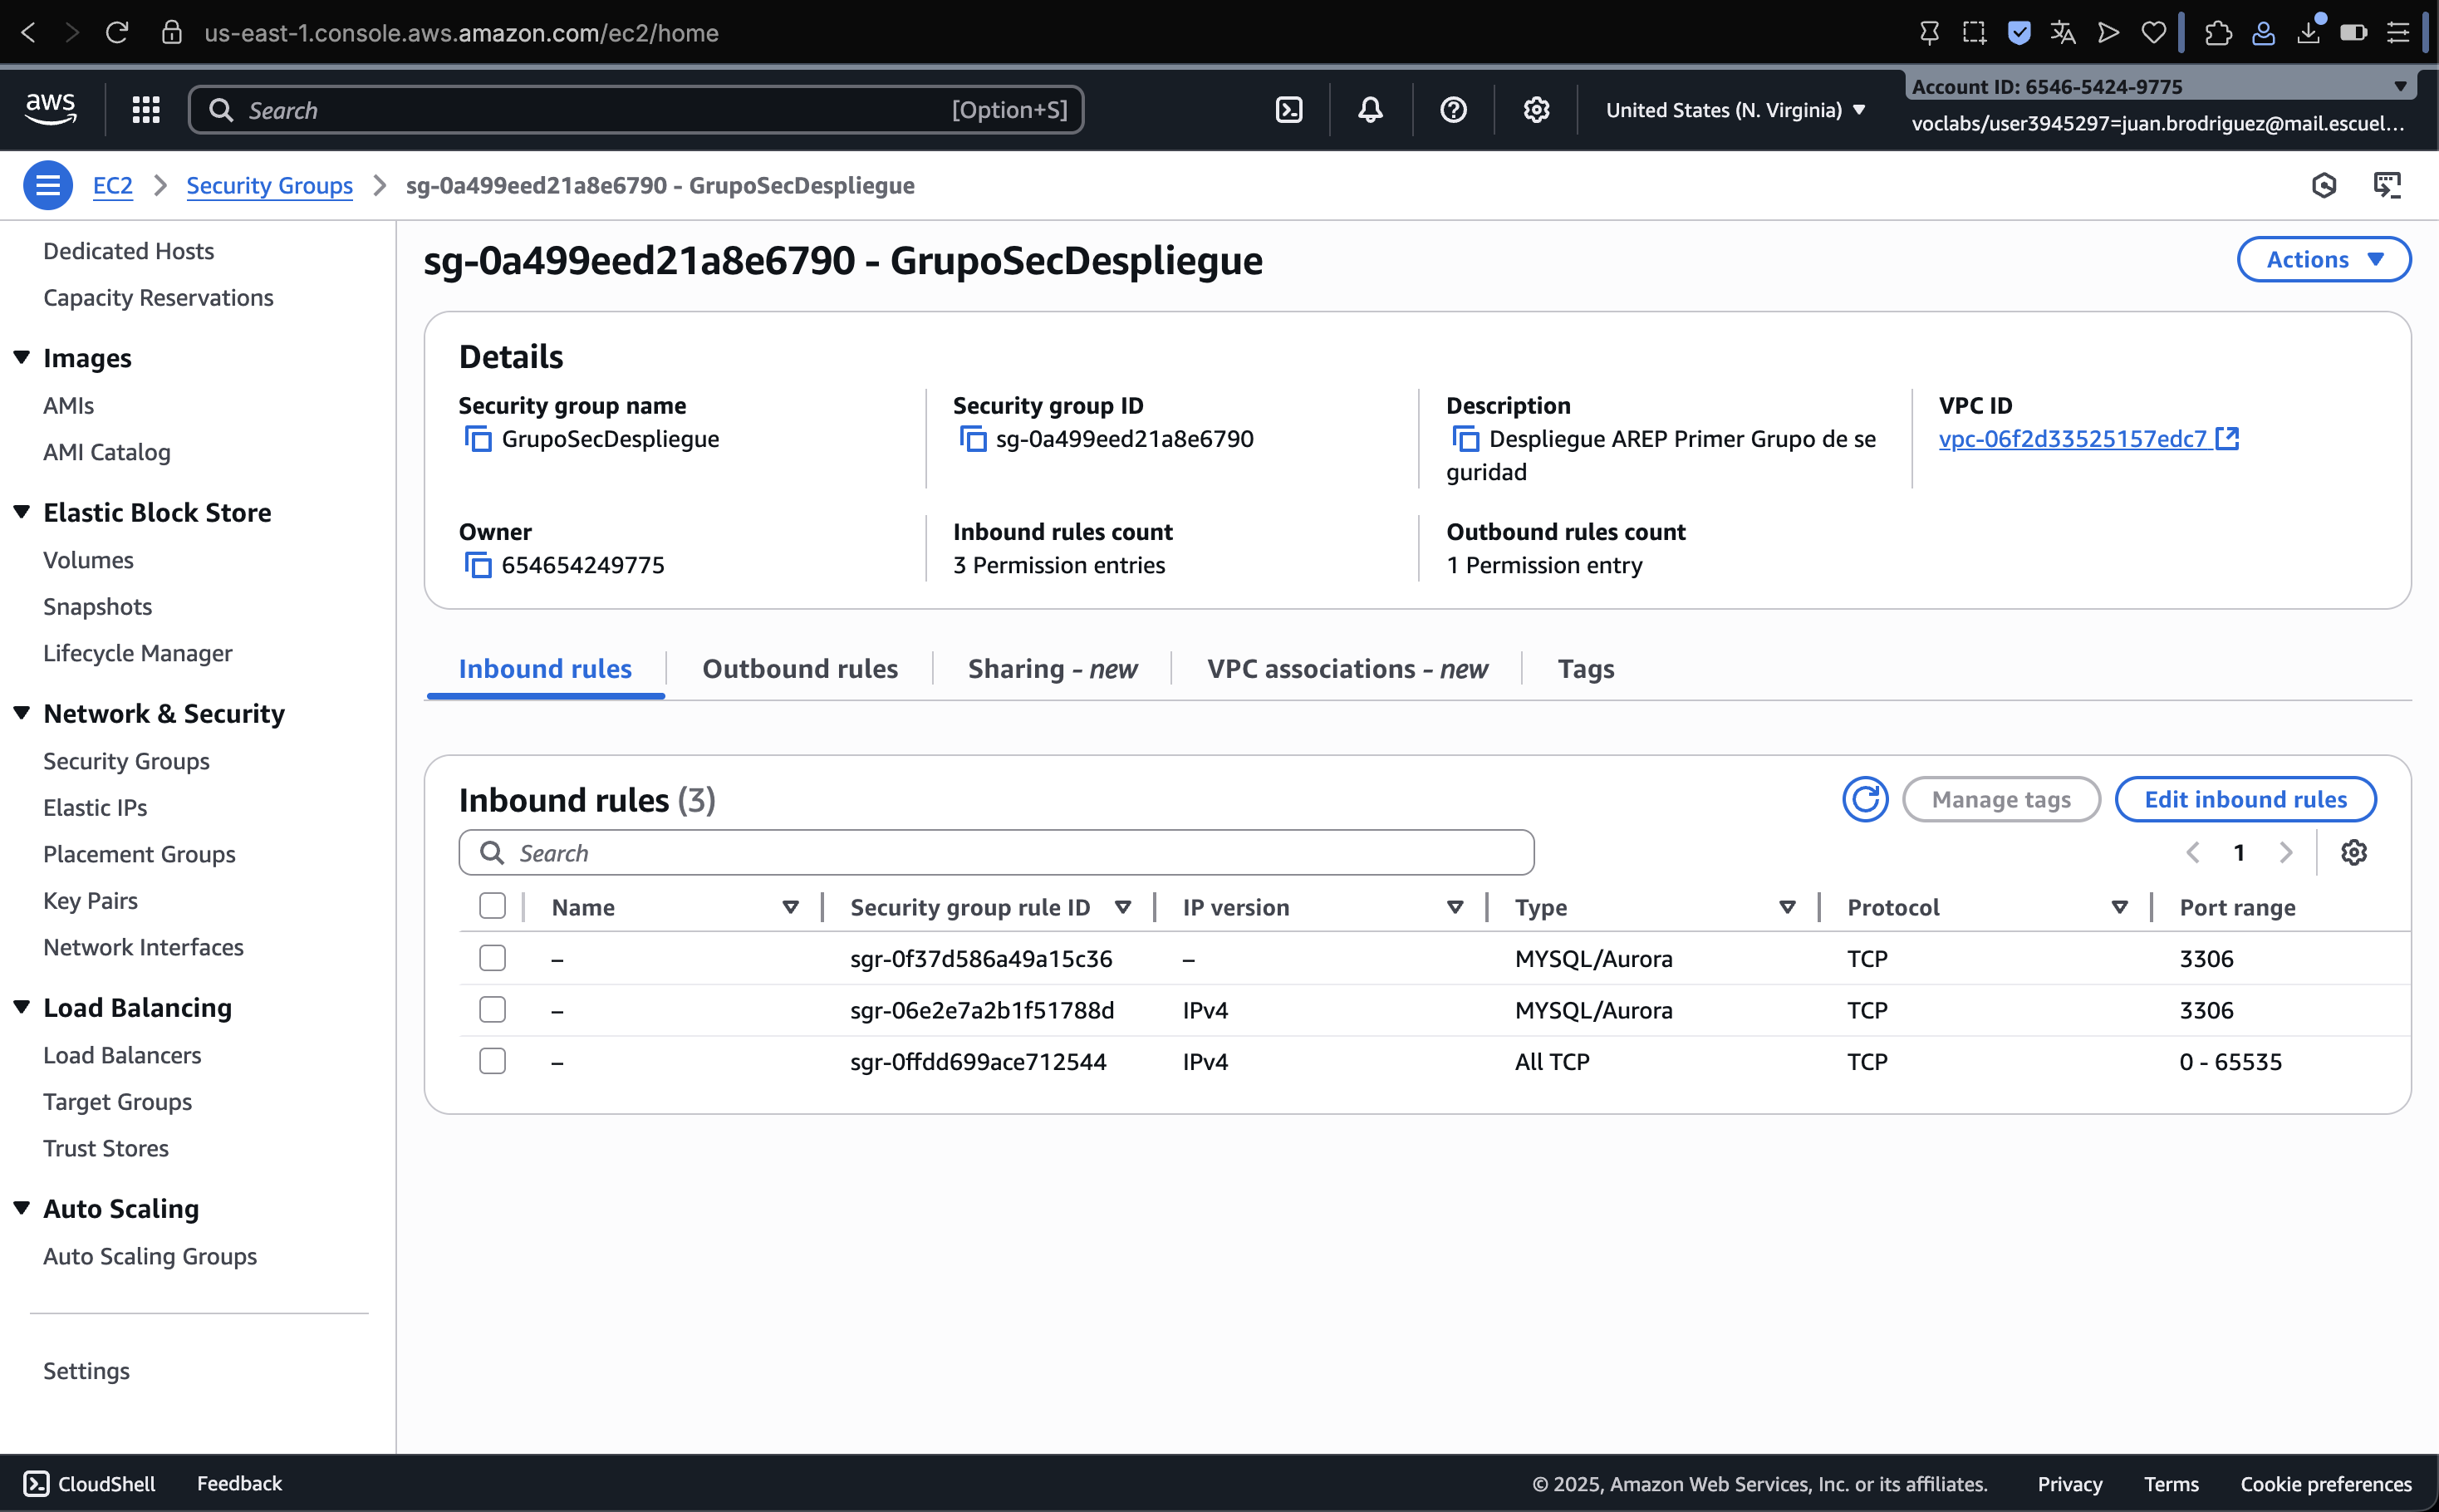 us-east-1.console.aws.amazon.com/ec2/home
aws
Search [Option+S]
United States (N. Virginia)
Account ID: 6546-5424-9775
voclabs/user3945297=juan.brodriguez@mail.escuel...
EC2 > Security Groups > sg-0a499eed21a8e6790 - GrupoSecDespliegue
Dedicated Hosts
Capacity Reservations
Images
AMIs
AMI Catalog
Elastic Block Store
Volumes
Snapshots
Lifecycle Manager
Network & Security
Security Groups
Elastic IPs
Placement Groups
Key Pairs
Network Interfaces
Load Balancing
Load Balancers
Target Groups
Trust Stores
Auto Scaling
Auto Scaling Groups
Settings
sg-0a499eed21a8e6790 - GrupoSecDespliegue
Actions
Details
Security group name
GrupoSecDespliegue
Security group ID
sg-0a499eed21a8e6790
Description
Despliegue AREP Primer Grupo de se
guridad
VPC ID
vpc-06f2d33525157edc7
Owner
654654249775
Inbound rules count
3 Permission entries
Outbound rules count
1 Permission entry
Inbound rules Outbound rules Sharing - new VPC associations - new Tags
Inbound rules (3)
Manage tags
Edit inbound rules
Search
1
Name Security group rule ID IP version Type Protocol Port range
– sgr-0f37d586a49a15c36 – MYSQL/Aurora TCP 3306
– sgr-06e2e7a2b1f51788d IPv4 MYSQL/Aurora TCP 3306
– sgr-0ffdd699ace712544 IPv4 All TCP TCP 0 - 65535
CloudShell Feedback © 2025, Amazon Web Services, Inc. or its affiliates. Privacy Terms Cookie preferences